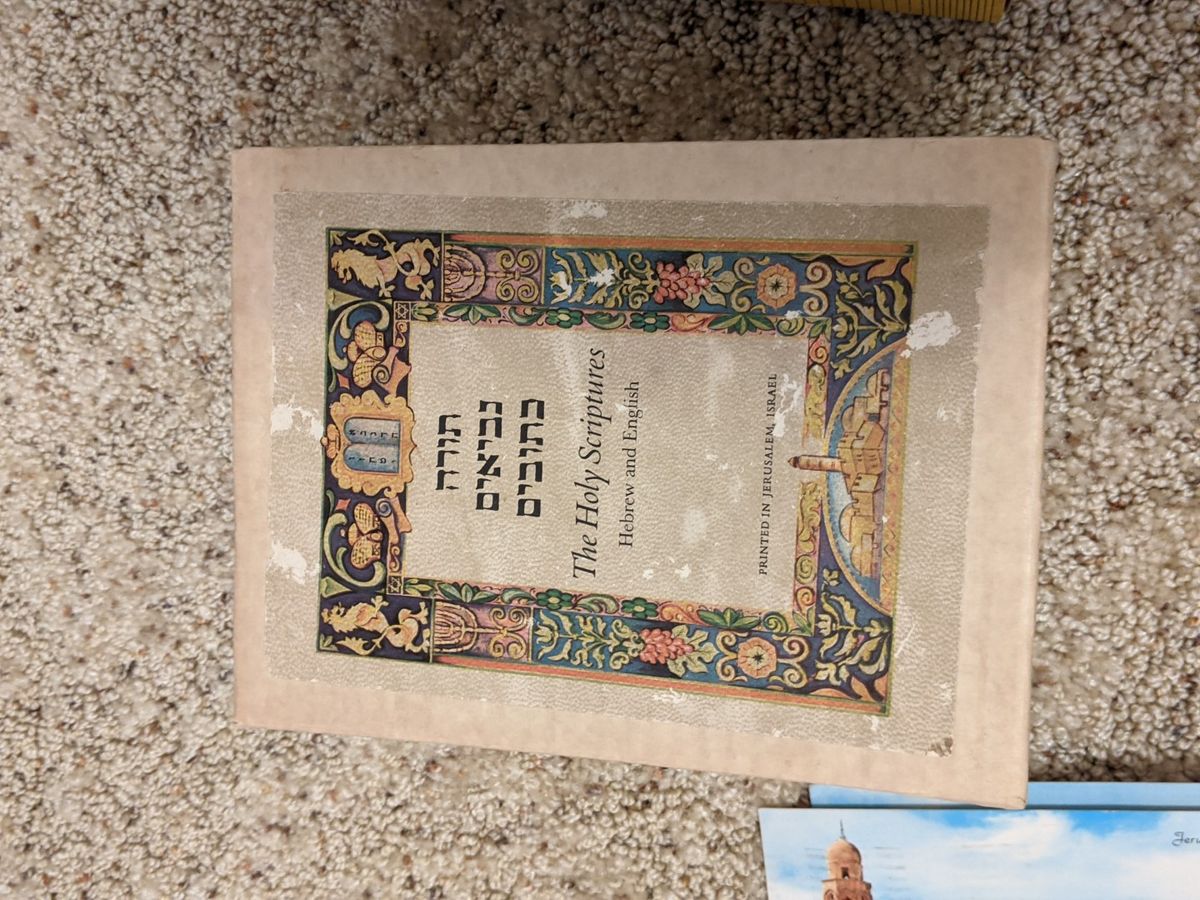 תורה
נביאים
כתובים
The Holy Scriptures
Hebrew and English
PRINTED IN JERUSALEM, ISRAEL